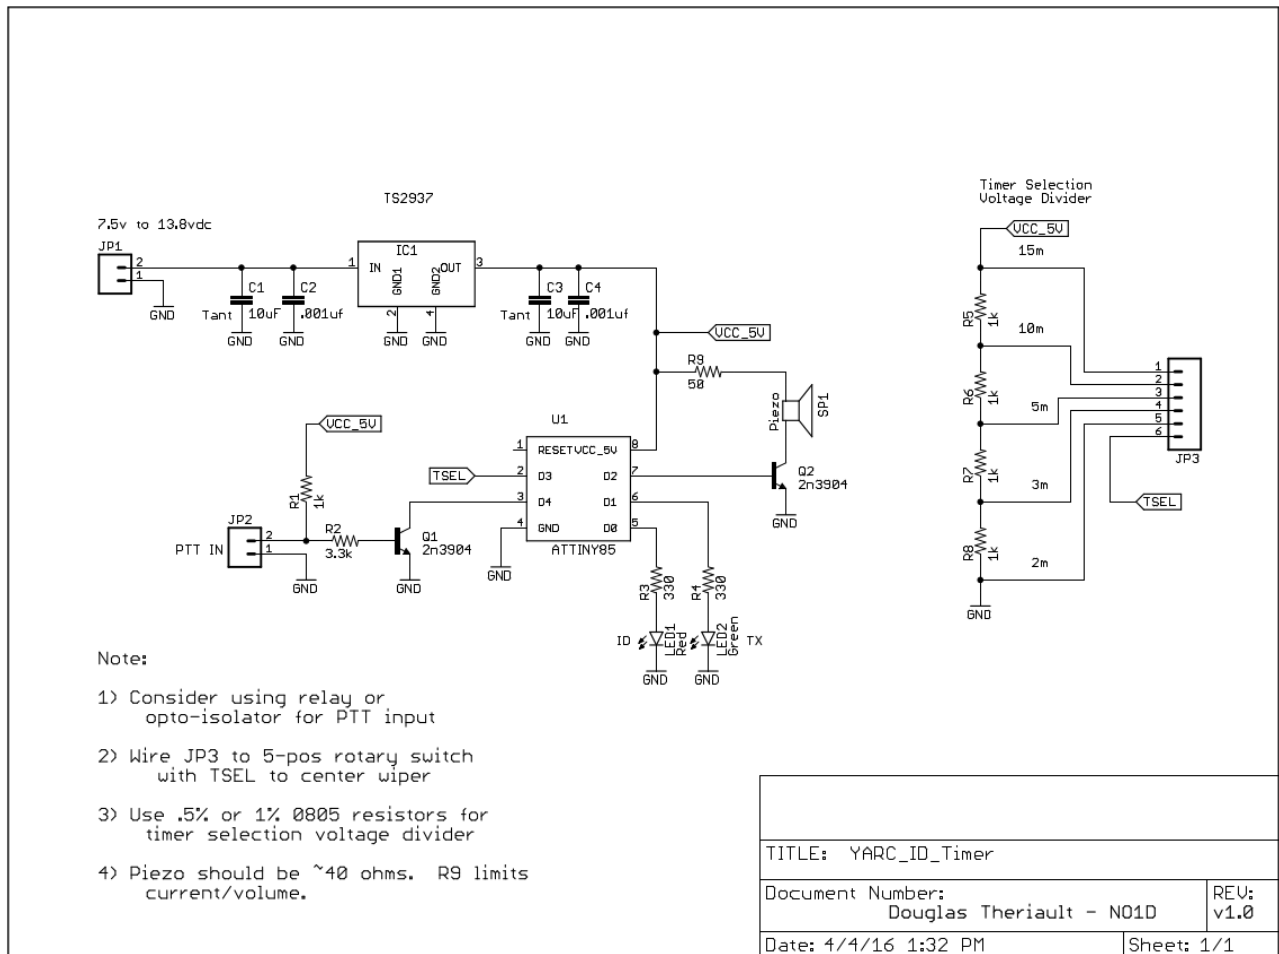 TS2937
7.5v to 13.8vdc
JP1
2
1
GND
C1
Tant 10uF
GND
C2
.001uf
GND
IC1
1
IN
GND1
GND2
OUT
3
2
4
GND
GND
C3
Tant 10uF
GND
C4
.001uf
GND
VCC_5V
R9
50
Piezo
SP1
VCC_5V
R1
1k
JP2
PTT IN
2
1
GND
R2
3.3k
Q1
2n3904
GND
TSEL
U1
1
RESET
VCC_5V
8
2
D3
D2
7
3
D4
D1
6
4
GND
D0
5
ATTINY85
GND
Q2
2n3904
GND
R3
330
R4
330
ID
LED1
Red
LED2
Green
TX
GND
GND
Timer Selection
Voltage Divider
VCC_5V
15m
R5
1k
10m
R6
1k
5m
R7
1k
3m
R8
1k
2m
GND
1
2
3
4
5
6
JP3
TSEL
Note:
1) Consider using relay or
opto-isolator for PTT input
2) Wire JP3 to 5-pos rotary switch
with TSEL to center wiper
3) Use .5% or 1% 0805 resistors for
timer selection voltage divider
4) Piezo should be ~40 ohms. R9 limits
current/volume.
TITLE: YARC_ID_Timer
Document Number:
Douglas Theriault - NO1D
REV:
v1.0
Date: 4/4/16 1:32 PM
Sheet: 1/1